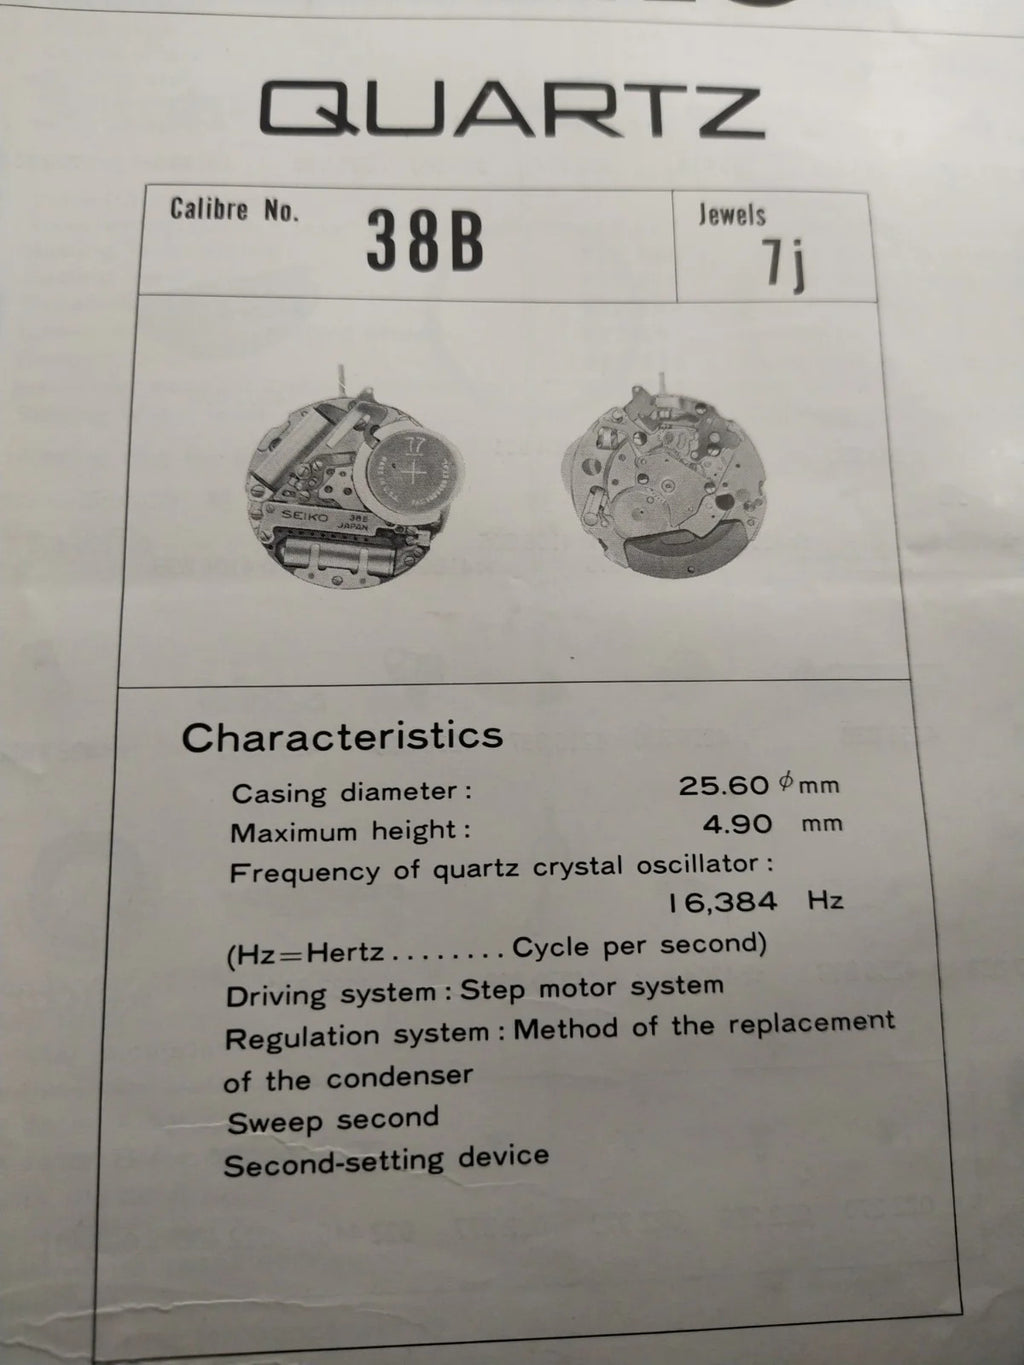 QUARTZ
Calibre No.
38B
Jewels
7j
77
+
SEIKO 38B
JAPAN
Characteristics
Casing diameter : 25.60 φ mm
Maximum height : 4.90 mm
Frequency of quartz crystal oscillator :
16,384 Hz
(Hz=Hertz........Cycle per second)
Driving system : Step motor system
Regulation system : Method of the replacement
of the condenser
Sweep second
Second-setting device